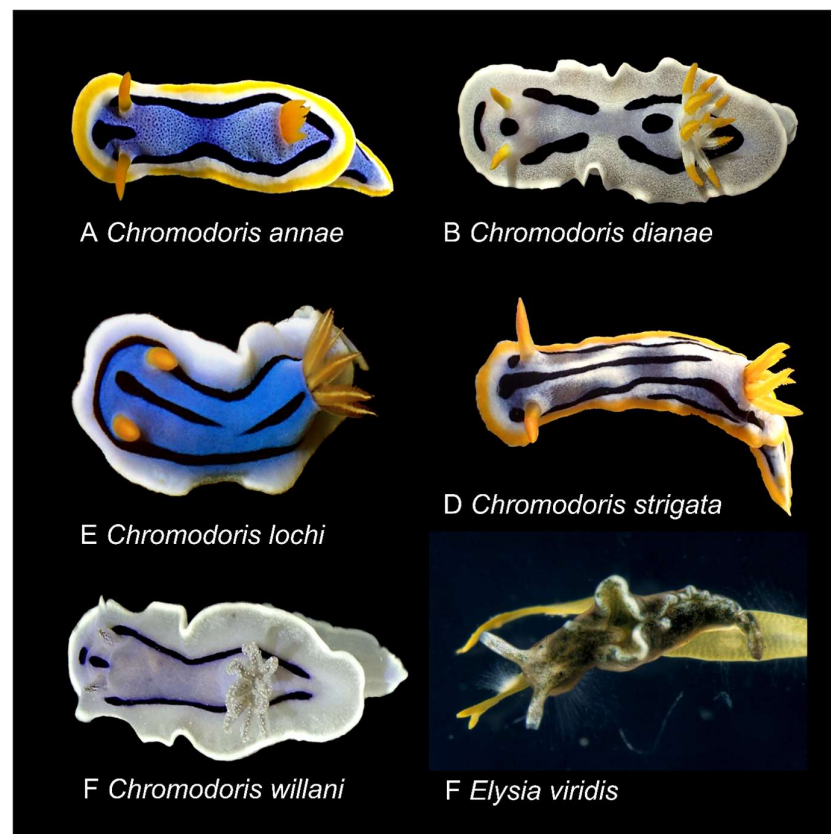 A Chromodoris annae
B Chromodoris dianae
E Chromodoris lochi
D Chromodoris strigata
F Chromodoris willani
F Elysia viridis